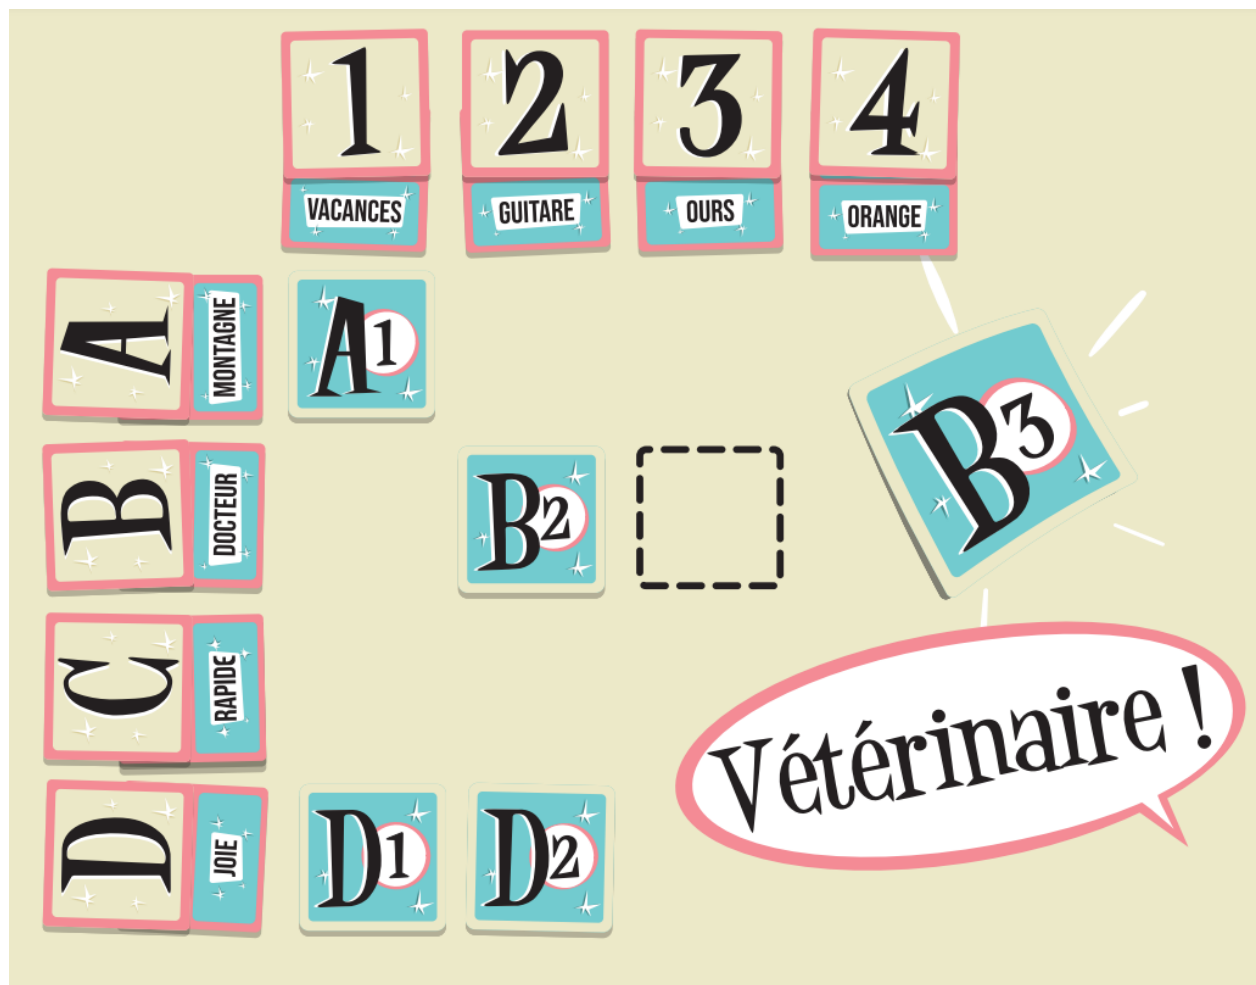 1 2 3 4
VACANCES GUITARE OURS ORANGE
A MONTAGNE A1
B DOCTEUR B2 B3
C RAPIDE
Vétérinaire !
D JOIE D1 D2